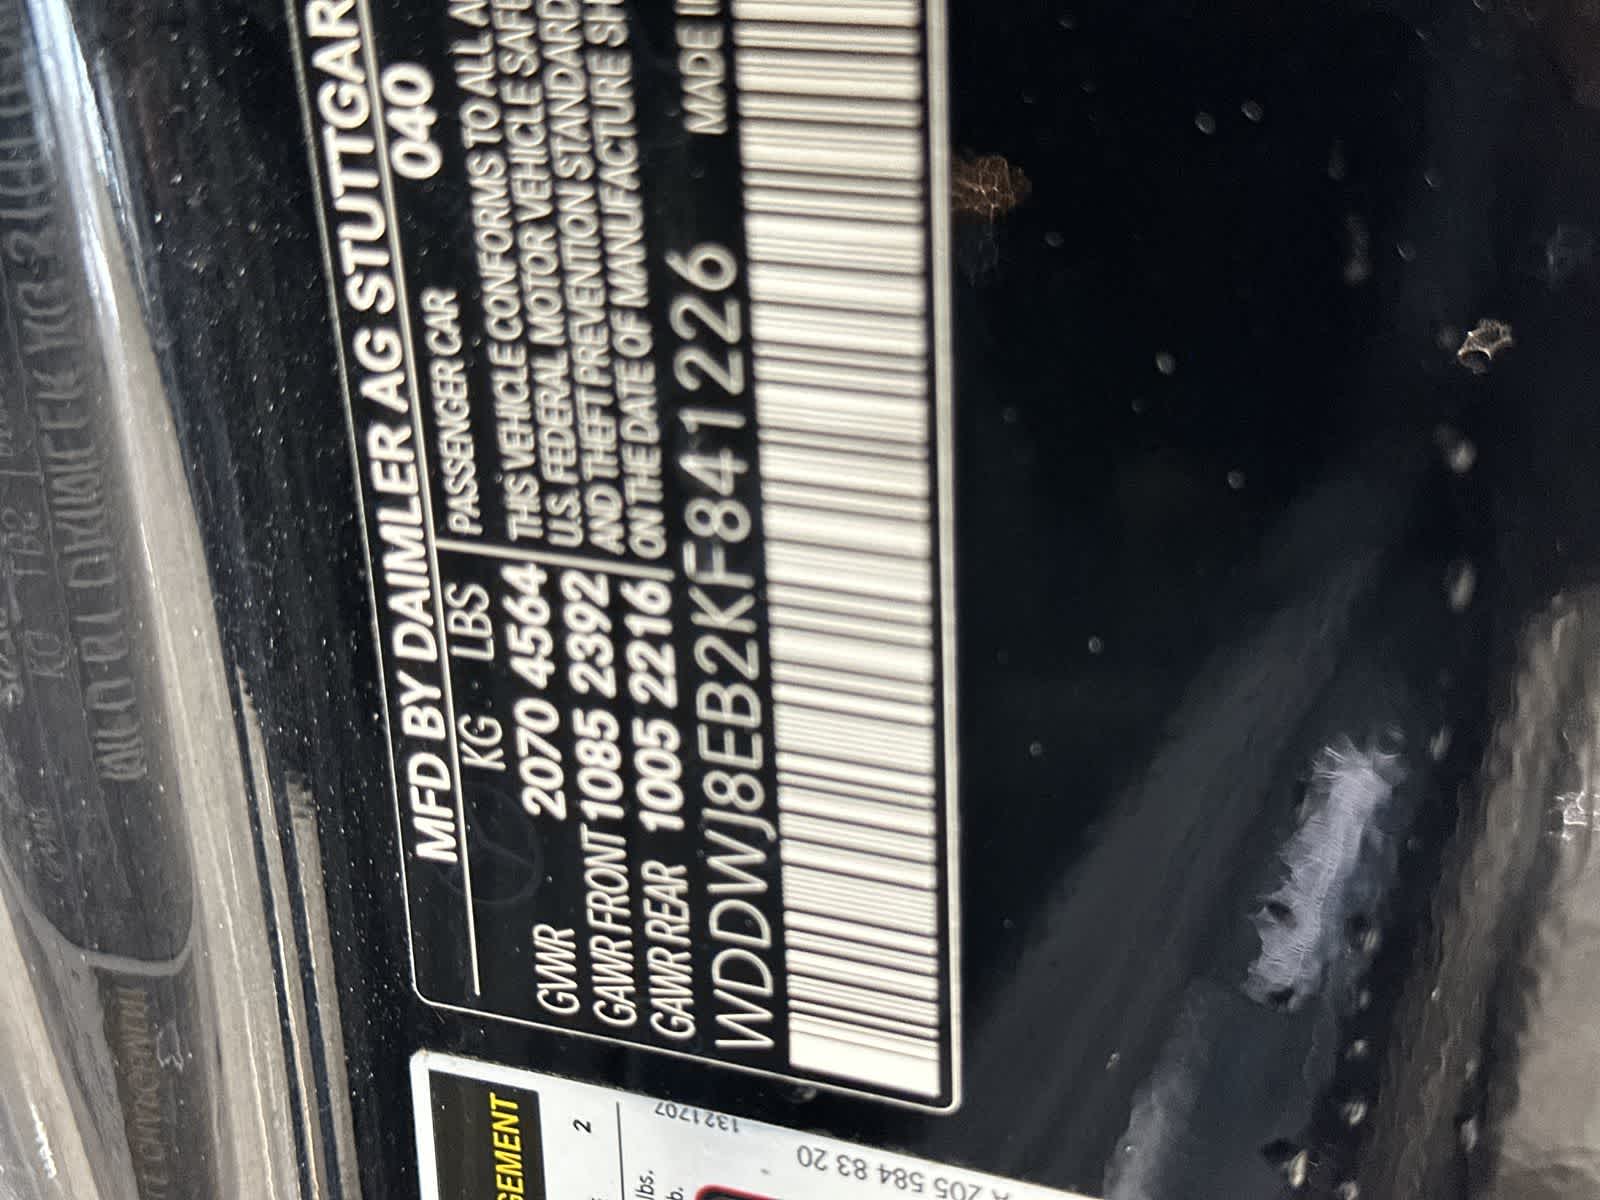 MFD BY DAIMLER AG STUTTGAR
040
KG LBS PASSENGER CAR
GVWR 2070 4564
GAWR FRONT 1085 2392
GAWR REAR 1005 2216
THIS VEHICLE CONFORMS TO ALL A
U.S. FEDERAL MOTOR VEHICLE SAFE
AND THEFT PREVENTION STANDARD
ON THE DATE OF MANUFACTURE SH
MADE I
WDDWJ8EB2KF841226
GEMENT
2
lbs.
b.
1321707
A 205 584 83 20